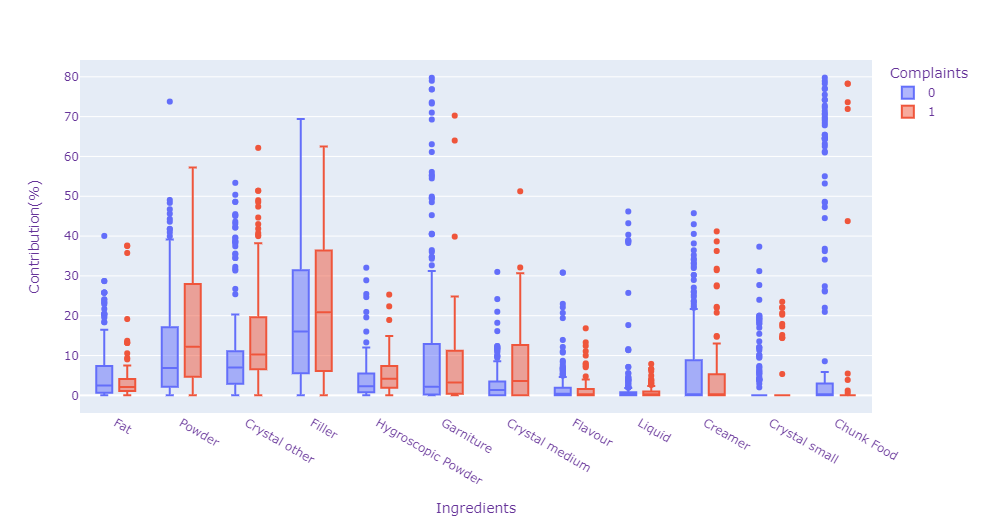 Complaints
0
1
Contribution(%)
80
70
60
50
40
30
20
10
0
Fat
Powder
Crystal other
Filler
Hygroscopic Powder
Garniture
Crystal medium
Flavour
Liquid
Creamer
Crystal small
Chunk Food
Ingredients